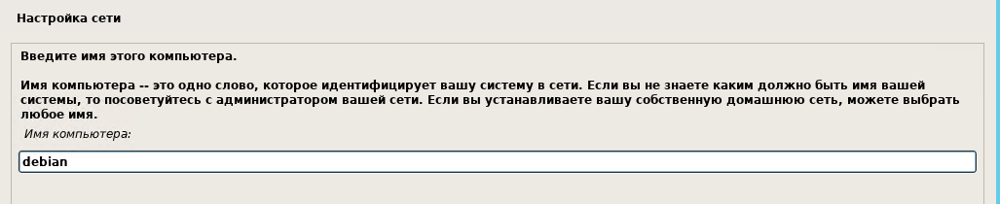 Настройка сети
Введите имя этого компьютера.
Имя компьютера -- это одно слово, которое идентифицирует вашу систему в сети. Если вы не знаете каким должно быть имя вашей
системы, то посоветуйтесь с администратором вашей сети. Если вы устанавливаете вашу собственную домашнюю сеть, можете выбрать
любое имя.
Имя компьютера:
debian